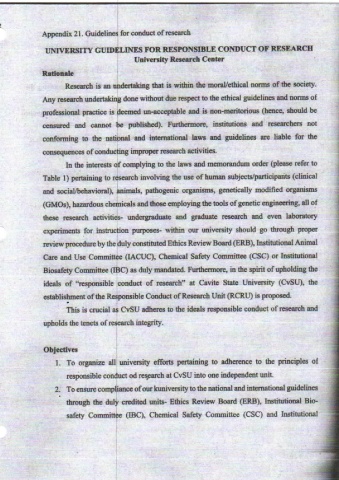 Appendix 21. Guidelines for conduct of research
UNIVERSITY GUIDELINES FOR RESPONSIBLE CONDUCT OF RESEARCH
University Research Center
Rationale
Research is an undertaking that is within the moral/ethical norms of the society.
Any research undertaking done without due respect to the ethical guidelines and norms of
professional practice is deemed un-acceptable and is non-meritorious (hence, should be
censured and cannot be published). Furthermore, institutions and researchers not
conforming to the national and international laws and guidelines are liable for the
consequences of conducting improper research activities.
In the interests of complying to the laws and memorandum order (please refer to
Table 1) pertaining to research involving the use of human subjects/participants (clinical
and social/behavioral), animals, pathogenic organisms, genetically modified organisms
(GMOs), hazardous chemicals and those employing the tools of genetic engineering, all of
these research activities- undergraduate and graduate research and even laboratory
experiments for instruction purposes- within our university should go through proper
review procedure by the duly constituted Ethics Review Board (ERB), Institutional Animal
Care and Use Committee (IACUC), Chemical Safety Committee (CSC) or Institutional
Biosafety Committee (IBC) as duly mandated. Furthermore, in the spirit of upholding the
ideals of "responsible conduct of research" at Cavite State University (CvSU), the
establishment of the Responsible Conduct of Research Unit (RCRU) is proposed.
This is crucial as CvSU adheres to the ideals responsible conduct of research and
upholds the tenets of research integrity.
Objectives
1. To organize all university efforts pertaining to adherence to the principles of
responsible conduct od research at CvSU into one independent unit.
2. To ensure compliance of our kuniversity to the national and international guidelines
through the duly credited units- Ethics Review Board (ERB), Institutional Bio-
safety Committee (IBC), Chemical Safety Committee (CSC) and Institutional